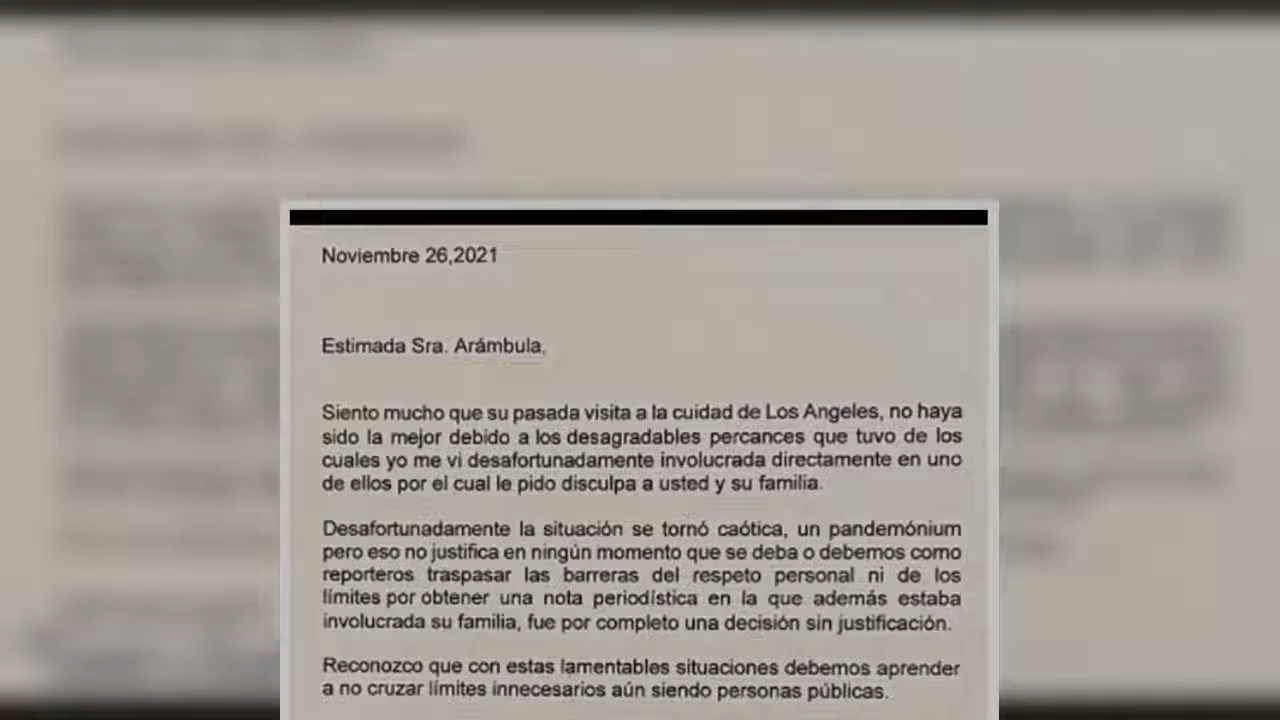 Noviembre 26,2021
Estimada Sra. Arámbula,
Siento mucho que su pasada visita a la cuidad de Los Angeles, no haya
sido la mejor debido a los desagradables percances que tuvo de los
cuales yo me vi desafortunadamente involucrada directamente en uno
de ellos por el cual le pido disculpa a usted y su familia.
Desafortunadamente la situación se tornó caótica, un pandemónium
pero eso no justifica en ningún momento que se deba o debemos como
reporteros traspasar las barreras del respeto personal ni de los
límites por obtener una nota periodística en la que además estaba
involucrada su familia, fue por completo una decisión sin justificación.
Reconozco que con estas lamentables situaciones debemos aprender
a no cruzar límites innecesarios aún siendo personas públicas.